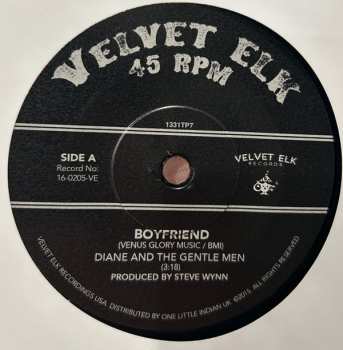 VELVET ELK
45 RPM
1331TP7
SIDE A
Record No:
16-0205-VE
VELVET ELK
RECORDS
BOYFRIEND
(VENUS GLORY MUSIC / BMI)
DIANE AND THE GENTLE MEN
(3:18)
PRODUCED BY STEVE WYNN
VELVET ELK RECORDINGS USA. DISTRIBUTED BY ONE LITTLE INDIAN UK. ©2015. ALL RIGHTS RESERVED.